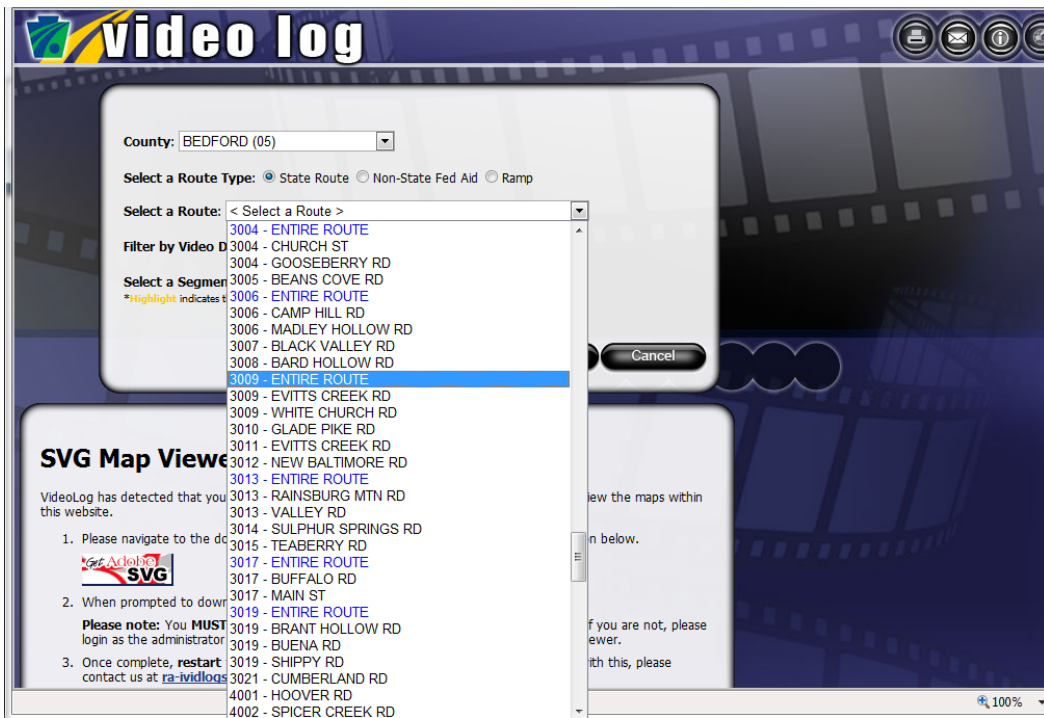 video log
County: BEDFORD (05)
Select a Route Type: State Route Non-State Fed Aid Ramp
Select a Route: < Select a Route >
3004 - ENTIRE ROUTE
Filter by Video D
3004 - CHURCH ST
3004 - GOOSEBERRY RD
Select a Segmen
3005 - BEANS COVE RD
*Highlight indicates t
3006 - ENTIRE ROUTE
3006 - CAMP HILL RD
3006 - MADLEY HOLLOW RD
3007 - BLACK VALLEY RD
3008 - BARD HOLLOW RD
Cancel
3009 - ENTIRE ROUTE
3009 - EVITTS CREEK RD
3009 - WHITE CHURCH RD
3010 - GLADE PIKE RD
3011 - EVITTS CREEK RD
SVG Map Viewe
3012 - NEW BALTIMORE RD
3013 - ENTIRE ROUTE
VideoLog has detected that you
3013 - RAINSBURG MTN RD
iew the maps within
this website.
3013 - VALLEY RD
3014 - SULPHUR SPRINGS RD
1. Please navigate to the do
3015 - TEABERRY RD
n below.
Get Adobe SVG
3017 - ENTIRE ROUTE
3017 - BUFFALO RD
3017 - MAIN ST
2. When prompted to down
3019 - ENTIRE ROUTE
Please note: You MUST
3019 - BRANT HOLLOW RD
f you are not, please
login as the administrator
3019 - BUENA RD
ewer.
3019 - SHIPPY RD
3. Once complete, restart
ith this, please
contact us at ra-ividlogs
3021 - CUMBERLAND RD
4001 - HOOVER RD
4002 - SPICER CREEK RD
100%